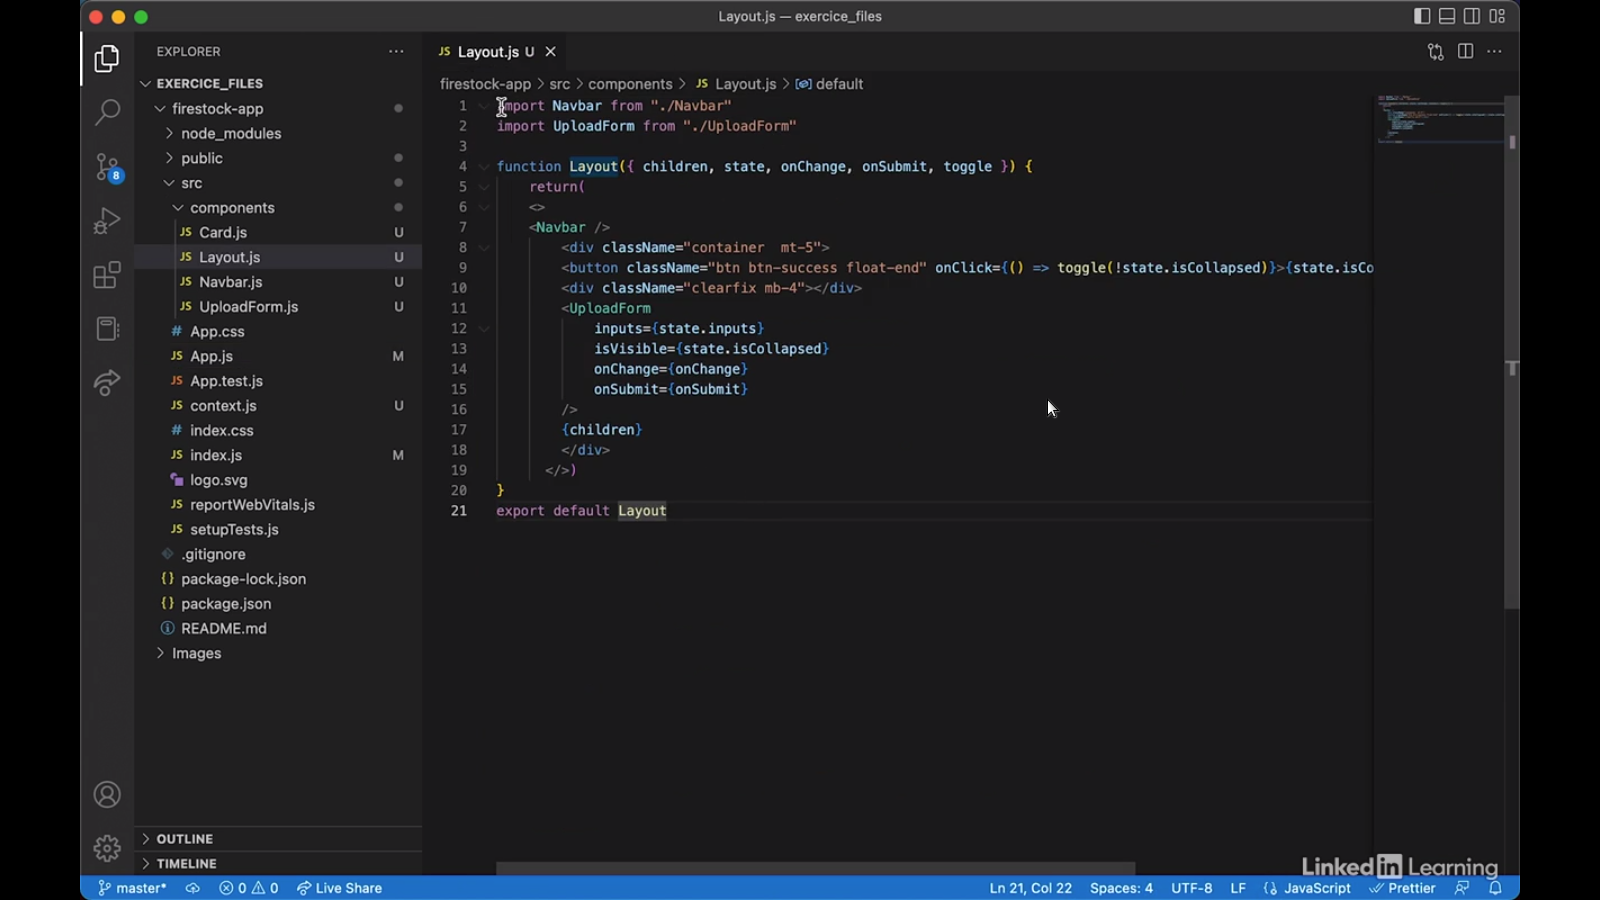 Layout.js — exercice_files
EXPLORER
EXERCICE_FILES
firestock-app
node_modules
public
src
components
JS Card.js U
JS Layout.js U
JS Navbar.js U
JS UploadForm.js U
# App.css
JS App.js M
JS App.test.js
JS context.js U
# index.css
JS index.js M
logo.svg
JS reportWebVitals.js
JS setupTests.js
.gitignore
{} package-lock.json
{} package.json
README.md
Images
OUTLINE
TIMELINE
8
JS Layout.js U
firestock-app > src > components > JS Layout.js > default
1 import Navbar from "./Navbar"
2 import UploadForm from "./UploadForm"
3
4 function Layout({ children, state, onChange, onSubmit, toggle }) {
5 return(
6 <>
7 <Navbar />
8 <div className="container  mt-5">
9 <button className="btn btn-success float-end" onClick={() => toggle(!state.isCollapsed)}>{state.isCo
10 <div className="clearfix mb-4"></div>
11 <UploadForm
12 inputs={state.inputs}
13 isVisible={state.isCollapsed}
14 onChange={onChange}
15 onSubmit={onSubmit}
16 />
17 {children}
18 </div>
19 </>)
20 }
21 export default Layout
LinkedIn Learning
master* 0 0 Live Share Ln 21, Col 22 Spaces: 4 UTF-8 LF {} JavaScript Prettier